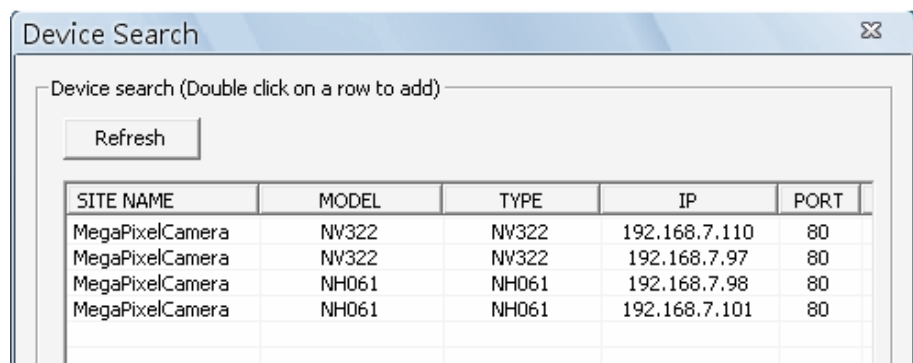 Device Search
Device search (Double click on a row to add)
Refresh
SITE NAME MODEL TYPE IP PORT
MegaPixelCamera NV322 NV322 192.168.7.110 80
MegaPixelCamera NV322 NV322 192.168.7.97 80
MegaPixelCamera NH061 NH061 192.168.7.98 80
MegaPixelCamera NH061 NH061 192.168.7.101 80